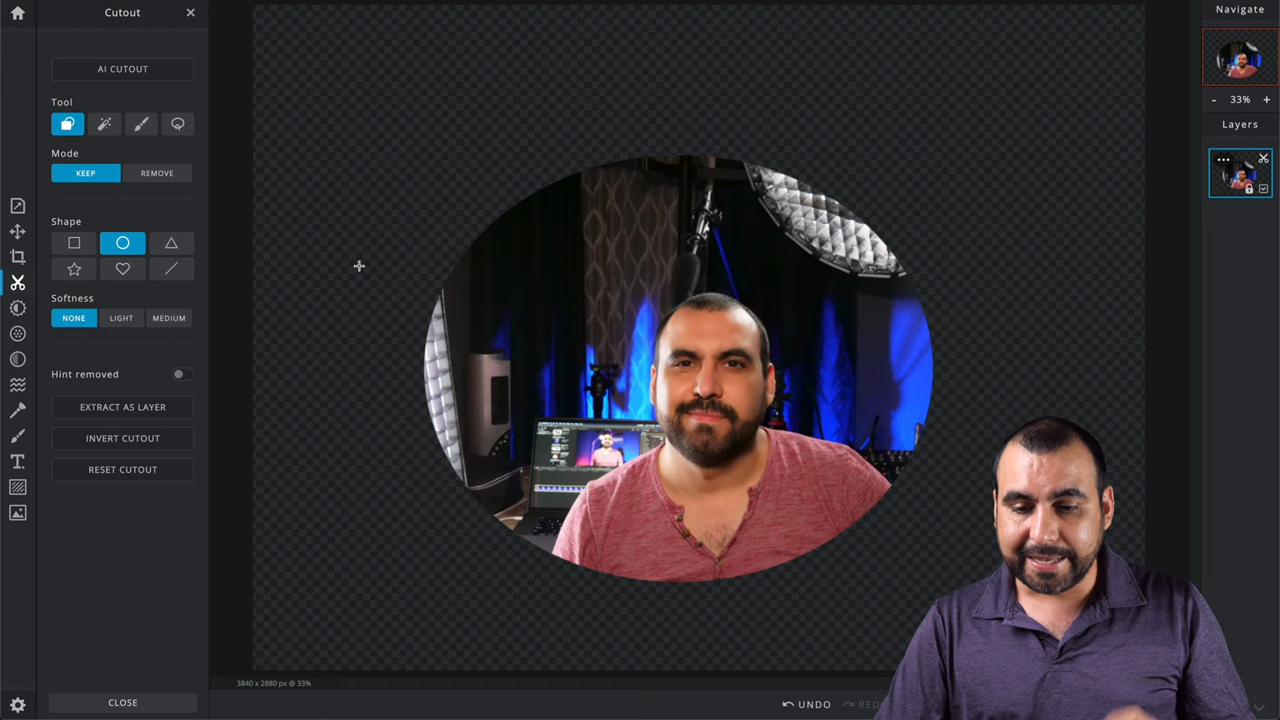 Cutout
AI CUTOUT
Tool
Mode
KEEP REMOVE
Shape
Softness
NONE LIGHT MEDIUM
Hint removed
EXTRACT AS LAYER
INVERT CUTOUT
RESET CUTOUT
CLOSE
3840 x 2880 px @ 33%
UNDO
RED
Navigate
- 33% +
Layers